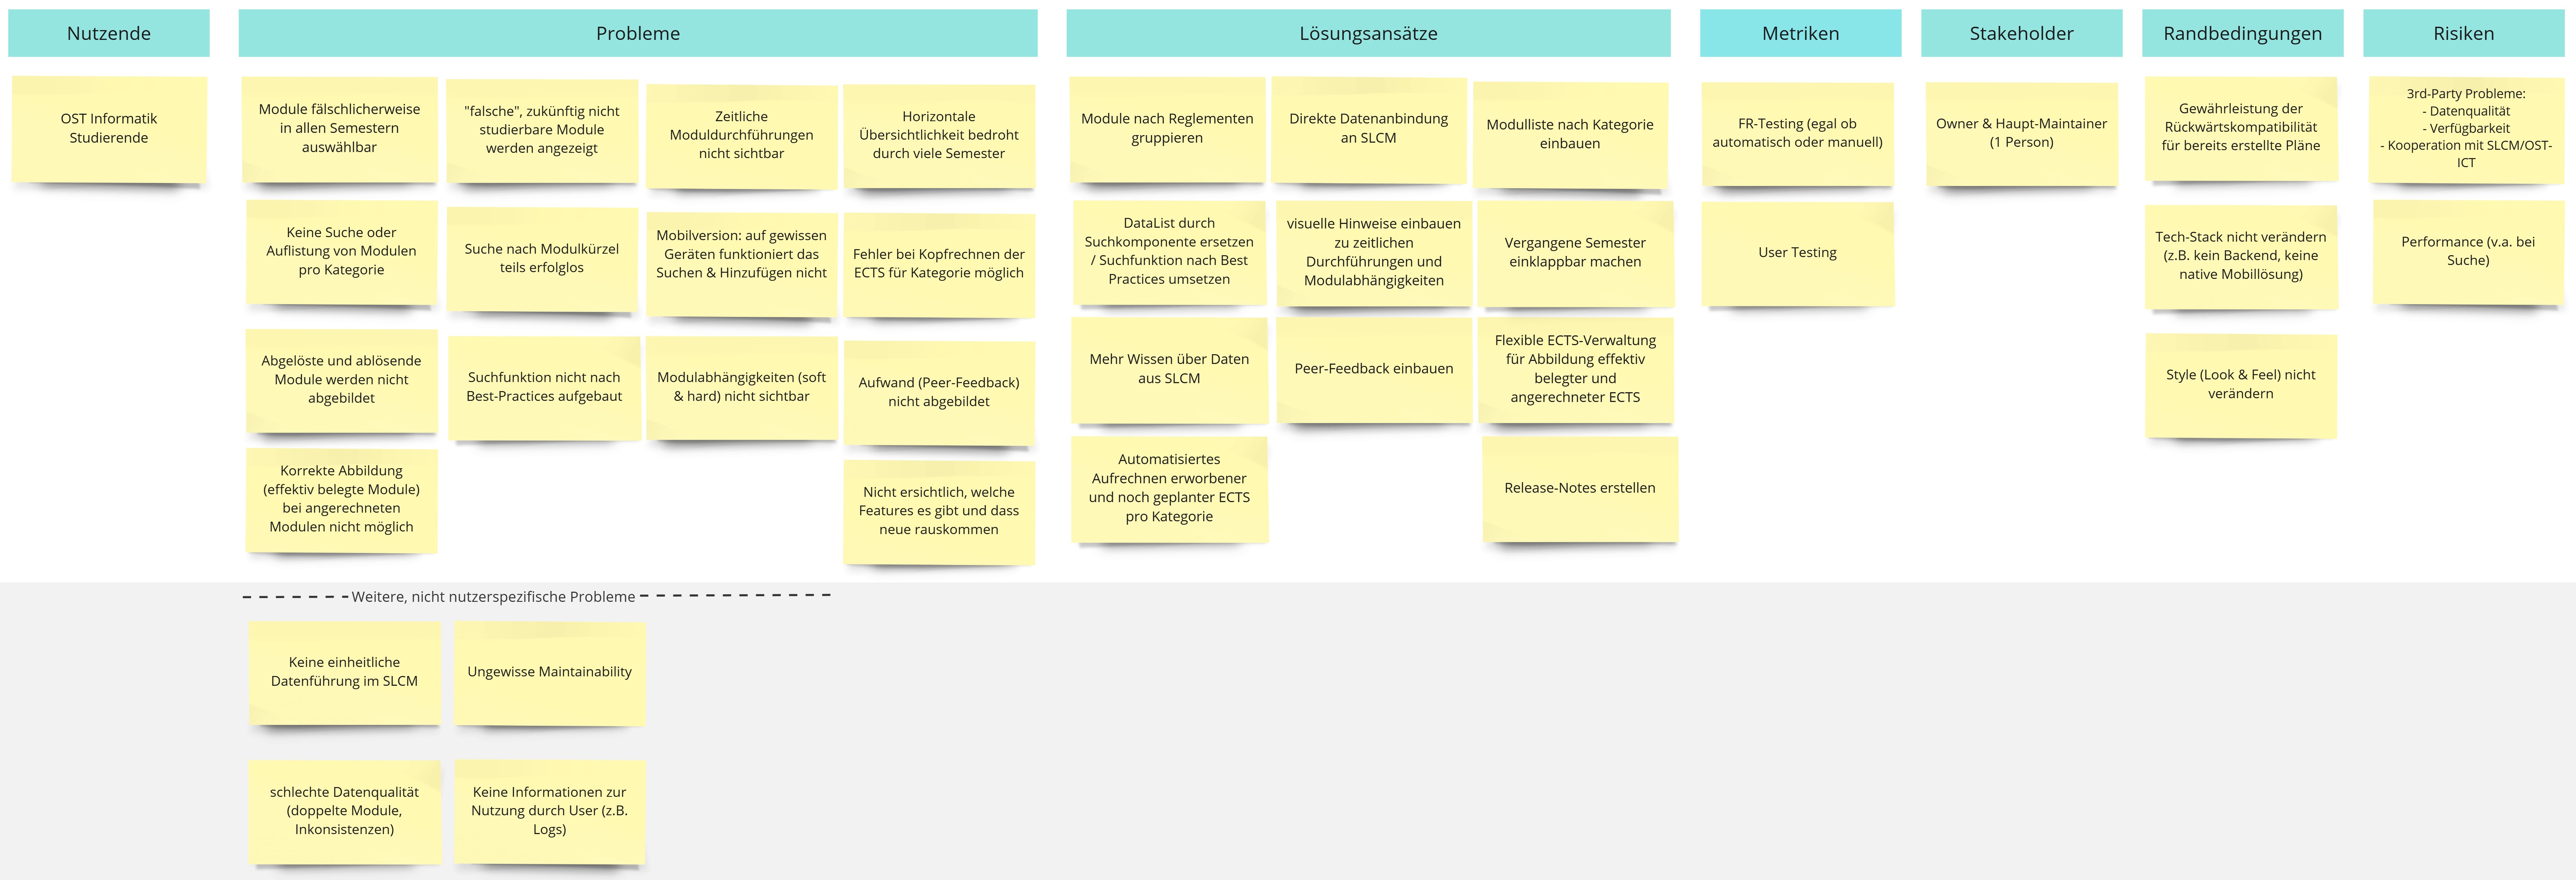 Nutzende
Probleme
Lösungsansätze
Metriken
Stakeholder
Randbedingungen
Risiken
OST Informatik
Studierende
Module fälschlicherweise
in allen Semestern
auswählbar
"falsche", zukünftig nicht
studierbare Module
werden angezeigt
Zeitliche
Moduldurchführungen
nicht sichtbar
Horizontale
Übersichtlichkeit bedroht
durch viele Semester
Keine Suche oder
Auflistung von Modulen
pro Kategorie
Suche nach Modulkürzel
teils erfolglos
Mobilversion: auf gewissen
Geräten funktioniert das
Suchen & Hinzufügen nicht
Fehler bei Kopfrechnen der
ECTS für Kategorie möglich
Abgelöste und ablösende
Module werden nicht
abgebildet
Suchfunktion nicht nach
Best-Practices aufgebaut
Modulabhängigkeiten (soft
& hard) nicht sichtbar
Aufwand (Peer-Feedback)
nicht abgebildet
Korrekte Abbildung
(effektiv belegte Module)
bei angerechneten
Modulen nicht möglich
Nicht ersichtlich, welche
Features es gibt und dass
neue rauskommen
Module nach Reglementen
gruppieren
Direkte Datenanbindung
an SLCM
Modulliste nach Kategorie
einbauen
DataList durch
Suchkomponente ersetzen
/ Suchfunktion nach Best
Practices umsetzen
visuelle Hinweise einbauen
zu zeitlichen
Durchführungen und
Modulabhängigkeiten
Vergangene Semester
einklappbar machen
Mehr Wissen über Daten
aus SLCM
Peer-Feedback einbauen
Flexible ECTS-Verwaltung
für Abbildung effektiv
belegter und
angerechneter ECTS
Automatisiertes
Aufrechnen erworbener
und noch geplanter ECTS
pro Kategorie
Release-Notes erstellen
FR-Testing (egal ob
automatisch oder manuell)
User Testing
Owner & Haupt-Maintainer
(1 Person)
Gewährleistung der
Rückwärtskompatibilität
für bereits erstellte Pläne
Tech-Stack nicht verändern
(z.B. kein Backend, keine
native Mobillösung)
Style (Look & Feel) nicht
verändern
3rd-Party Probleme:
- Datenqualität
- Verfügbarkeit
- Kooperation mit SLCM/OST-
ICT
Performance (v.a. bei
Suche)
Weitere, nicht nutzerspezifische Probleme
Keine einheitliche
Datenführung im SLCM
Ungewisse Maintainability
schlechte Datenqualität
(doppelte Module,
Inkonsistenzen)
Keine Informationen zur
Nutzung durch User (z.B.
Logs)